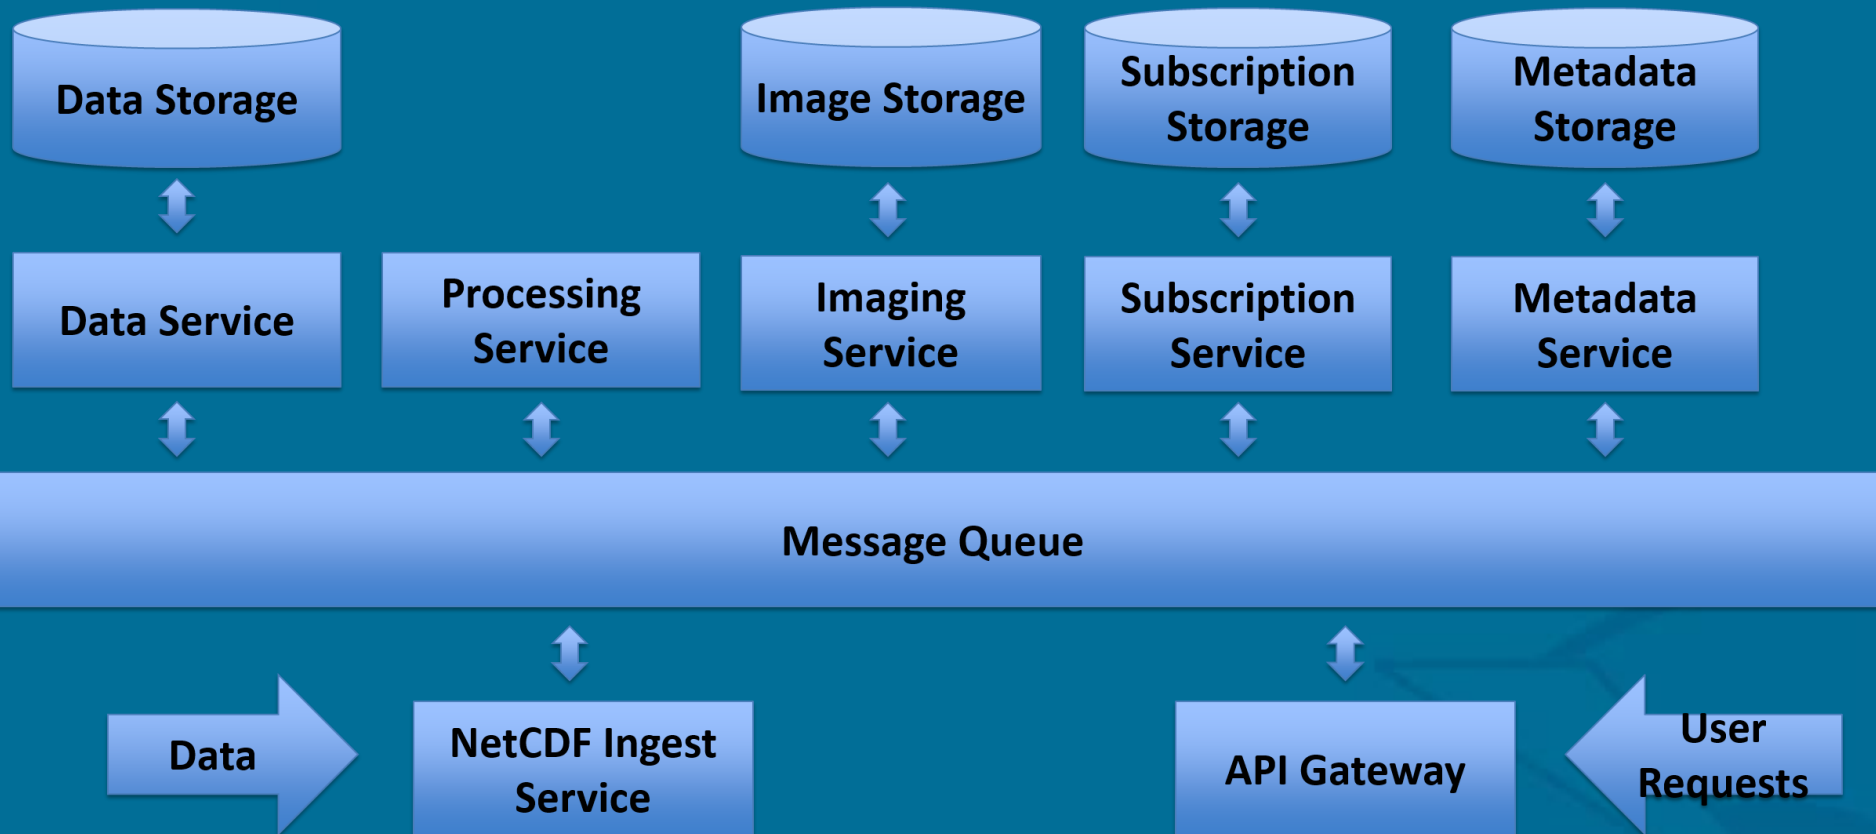 Data Storage
Image Storage
Subscription
Storage
Metadata
Storage
Data Service
Processing
Service
Imaging
Service
Subscription
Service
Metadata
Service
Message Queue
Data
NetCDF Ingest
Service
API Gateway
User
Requests